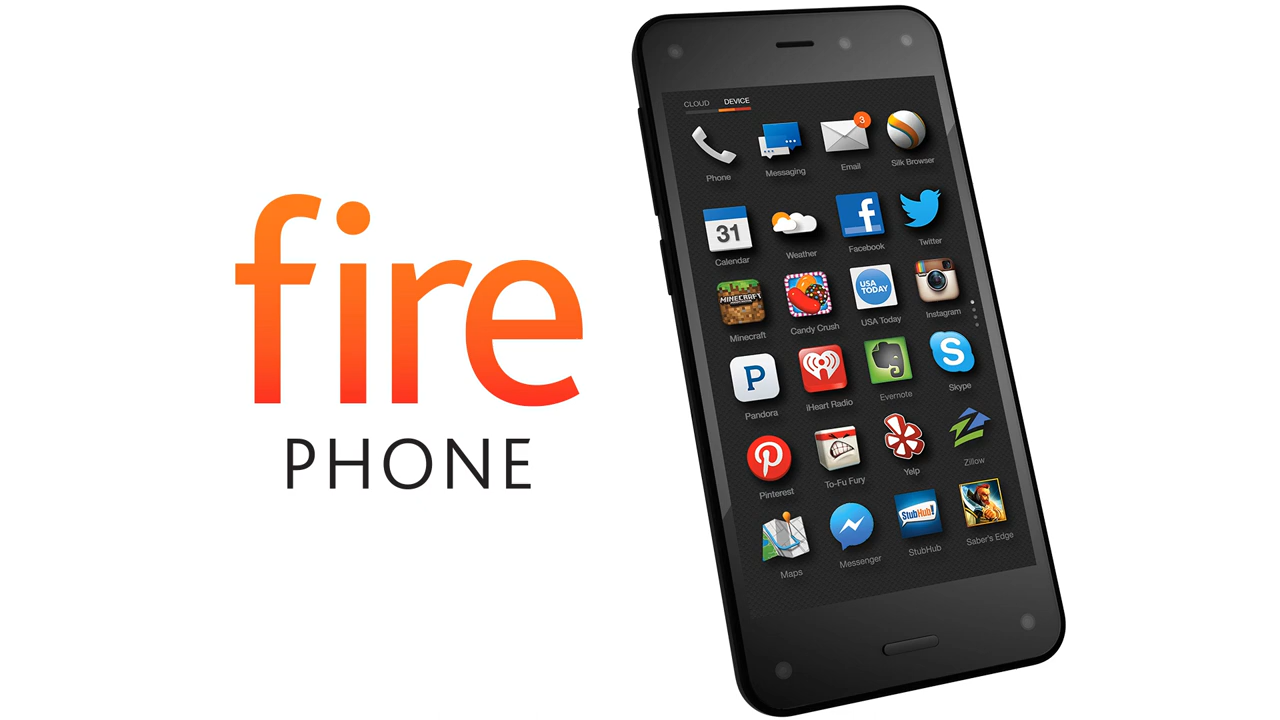 fire
PHONE
CLOUD DEVICE
3
Phone Messaging Email Silk Browser
31
f
Calendar Weather Facebook Twitter
MINECRAFT
USA
TODAY
Minecraft Candy Crush USA Today Instagram
P
S
Pandora iHeart Radio Evernote Skype
Pinterest To-Fu Fury Yelp Zillow
StubHub!
Maps Messenger StubHub Saber's Edge